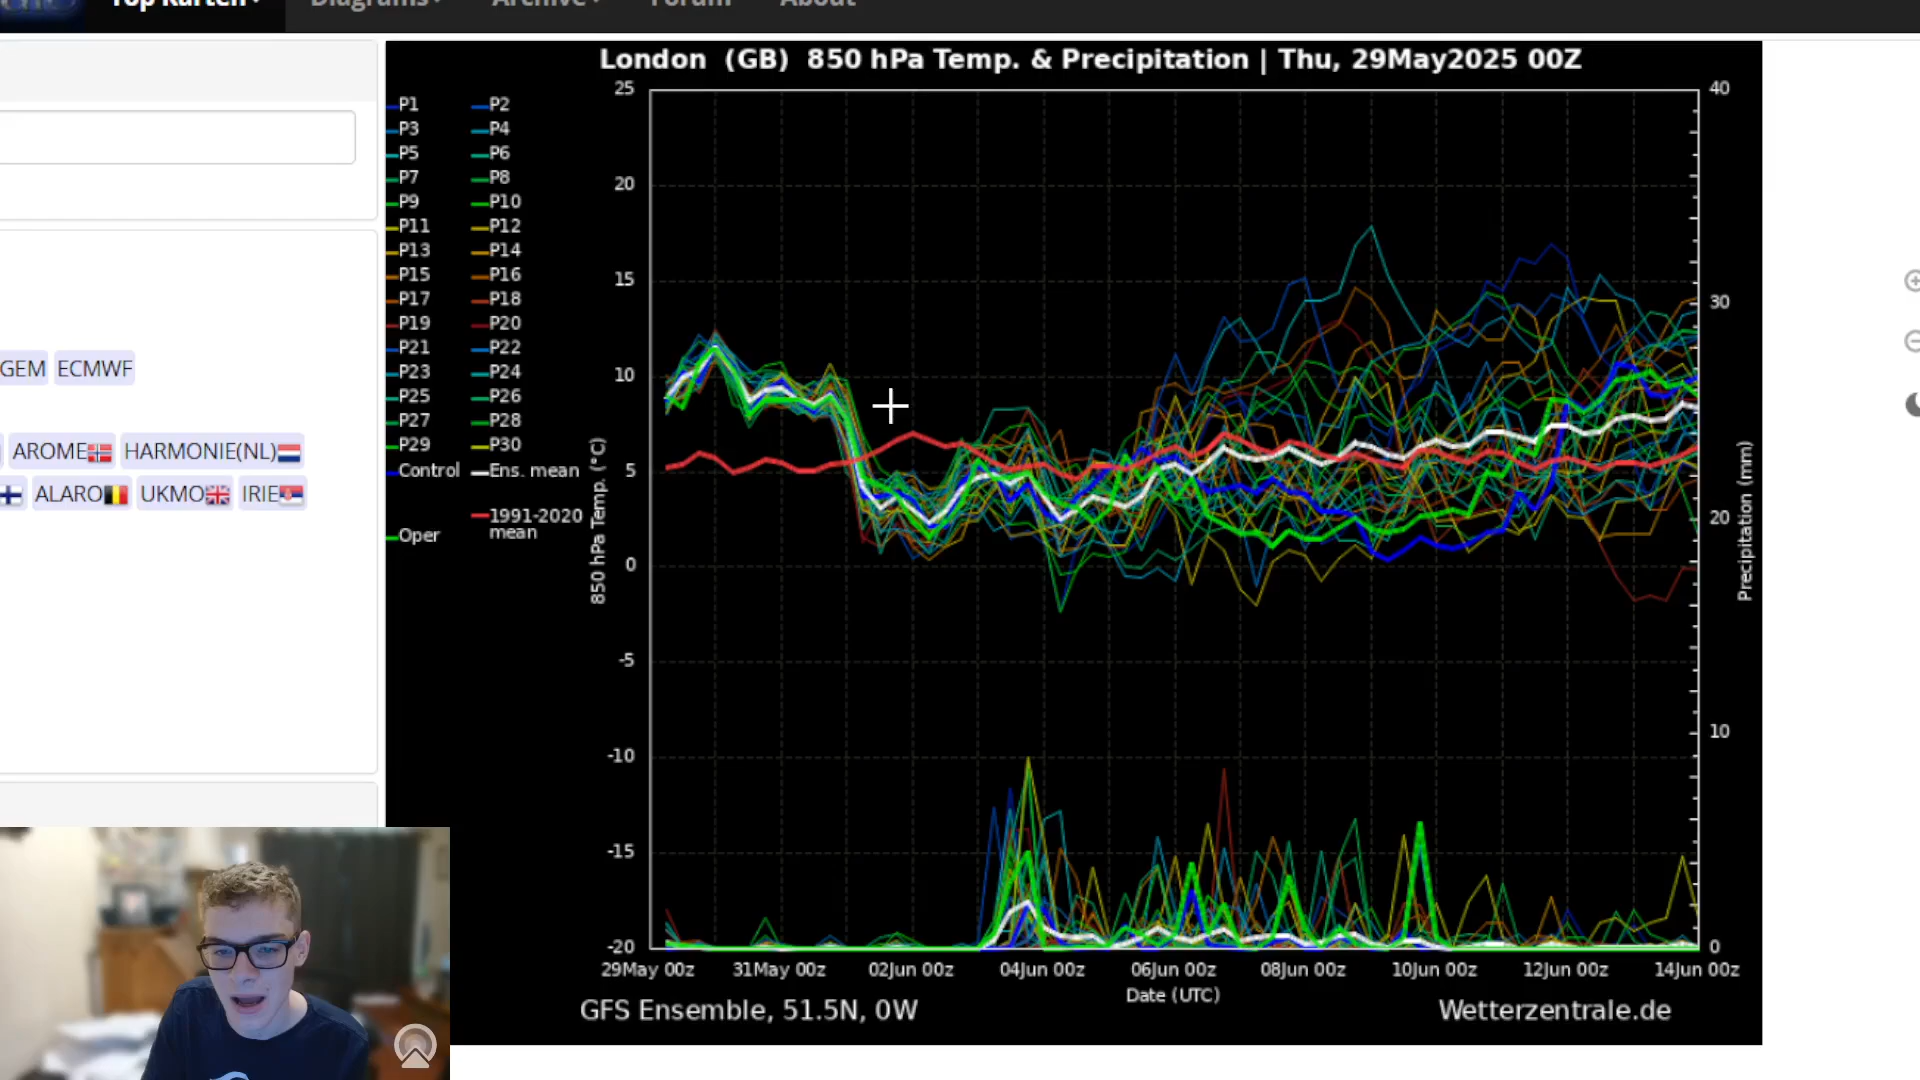 Top Karten
Diagrams
Archive
Forum
About
London (GB) 850 hPa Temp. & Precipitation | Thu, 29May2025 00Z
P1 P2
P3 P4
P5 P6
P7 P8
P9 P10
P11 P12
P13 P14
P15 P16
P17 P18
P19 P20
P21 P22
P23 P24
P25 P26
P27 P28
P29 P30
Control Ens. mean
1991-2020
mean
Oper
GEM ECMWF
AROME HARMONIE(NL)
ALARO UKMO IRIE
850 hPa Temp. (°C)
25
20
15
10
5
0
-5
-10
-15
-20
40
30
20
10
0
Precipitation (mm)
29May 00z 31May 00z 02Jun 00z 04Jun 00z 06Jun 00z 08Jun 00z 10Jun 00z 12Jun 00z 14Jun 00z
Date (UTC)
GFS Ensemble, 51.5N, 0W
Wetterzentrale.de